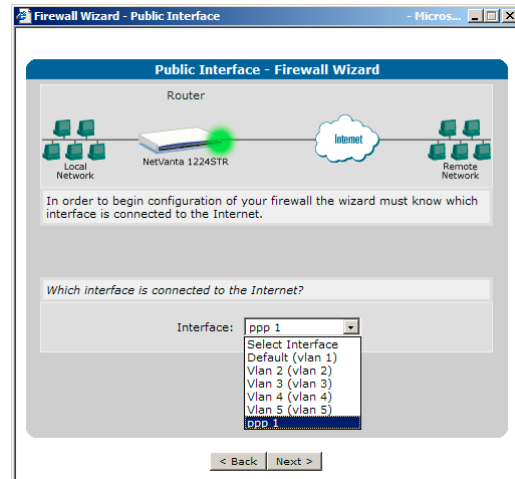 Firewall Wizard - Public Interface - Micros...
Public Interface - Firewall Wizard
Router
Internet
Local
Network
NetVanta 1224STR
Remote
Network
In order to begin configuration of your firewall the wizard must know which
interface is connected to the Internet.
Which interface is connected to the Internet?
Interface: ppp 1
Select Interface
Default (vlan 1)
Vlan 2 (vlan 2)
Vlan 3 (vlan 3)
Vlan 4 (vlan 4)
Vlan 5 (vlan 5)
ppp 1
< Back Next >